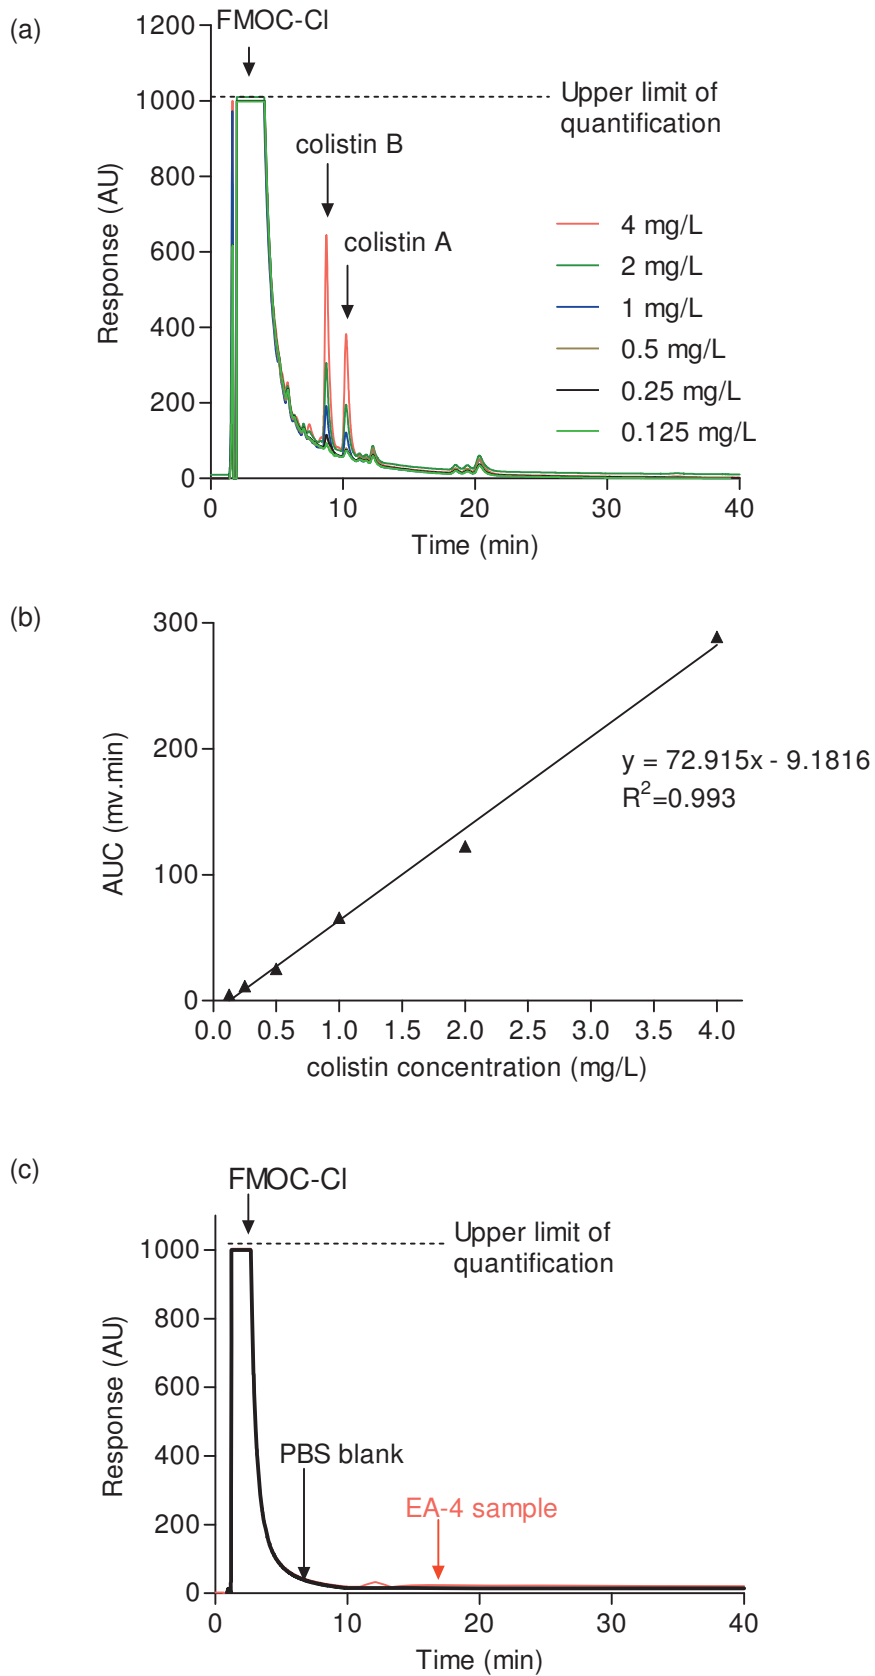 (a)
FMOC-Cl
1200
1000
800
600
400
200
0
Response (AU)
Upper limit of
quantification
colistin B
colistin A
4 mg/L
2 mg/L
1 mg/L
0.5 mg/L
0.25 mg/L
0.125 mg/L
0 10 20 30 40
Time (min)
(b)
300
200
100
0
AUC (mv.min)
y = 72.915x - 9.1816
R²=0.993
0.0 0.5 1.0 1.5 2.0 2.5 3.0 3.5 4.0
colistin concentration (mg/L)
(c)
FMOC-Cl
Upper limit of
quantification
1000
800
600
400
200
0
Response (AU)
PBS blank
EA-4 sample
0 10 20 30 40
Time (min)